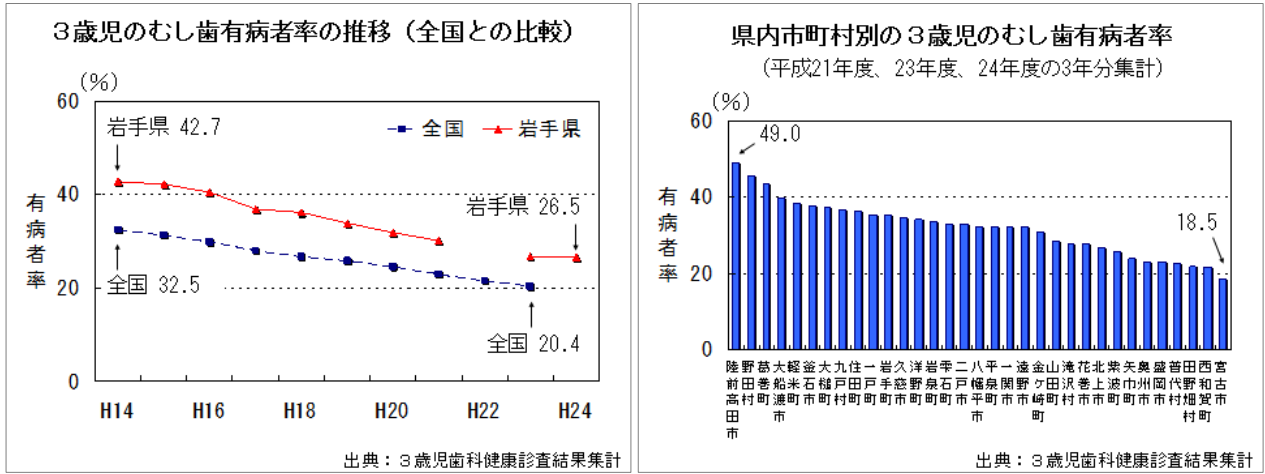 3歳児のむし歯有病者率の推移（全国との比較）
(%)
60
40
20
0
有病者率
岩手県 42.7
全国
岩手県
岩手県 26.5
全国 32.5
全国 20.4
H14 H16 H18 H20 H22 H24
出典：３歳児歯科健康診査結果集計
県内市町村別の３歳児のむし歯有病者率
（平成21年度、23年度、24年度の3年分集計）
(%)
60
40
20
0
有病者率
49.0
18.5
陸前高田市
野田村
葛巻町
大船渡市
軽米町
釜石市
大槌町
九戸村
住田町
一戸町
岩手町
久慈市
洋野町
岩泉町
雫石町
二戸市
八幡平市
平泉町
一関市
遠野市
金ケ崎町
山田町
滝沢村
花巻市
北上市
紫波町
矢巾町
奥州市
盛岡市
普代村
田野畑村
西和賀町
宮古市
出典：３歳児歯科健康診査結果集計